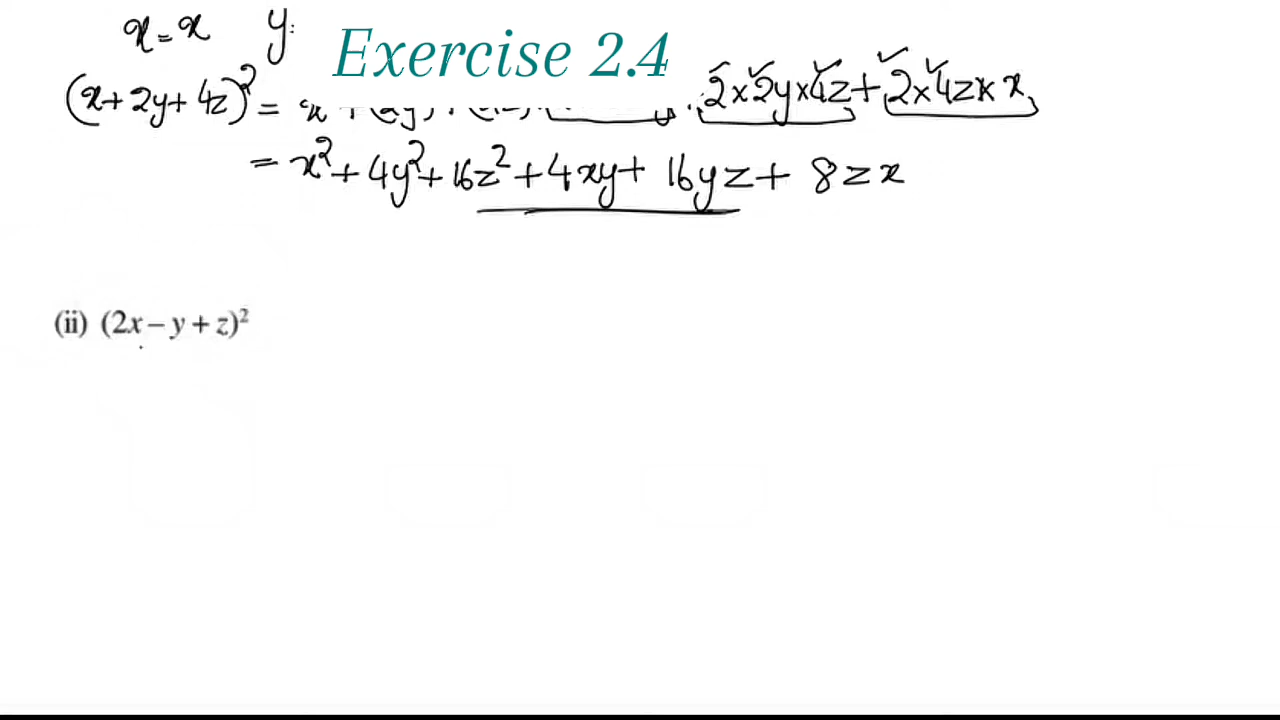 x = x y
Exercise 2.4
(x + 2y + 4z)² = 2×2y×4z + 2×4z×x
= x² + 4y² + 16z² + 4xy + 16yz + 8zx
(ii) (2x – y + z)²